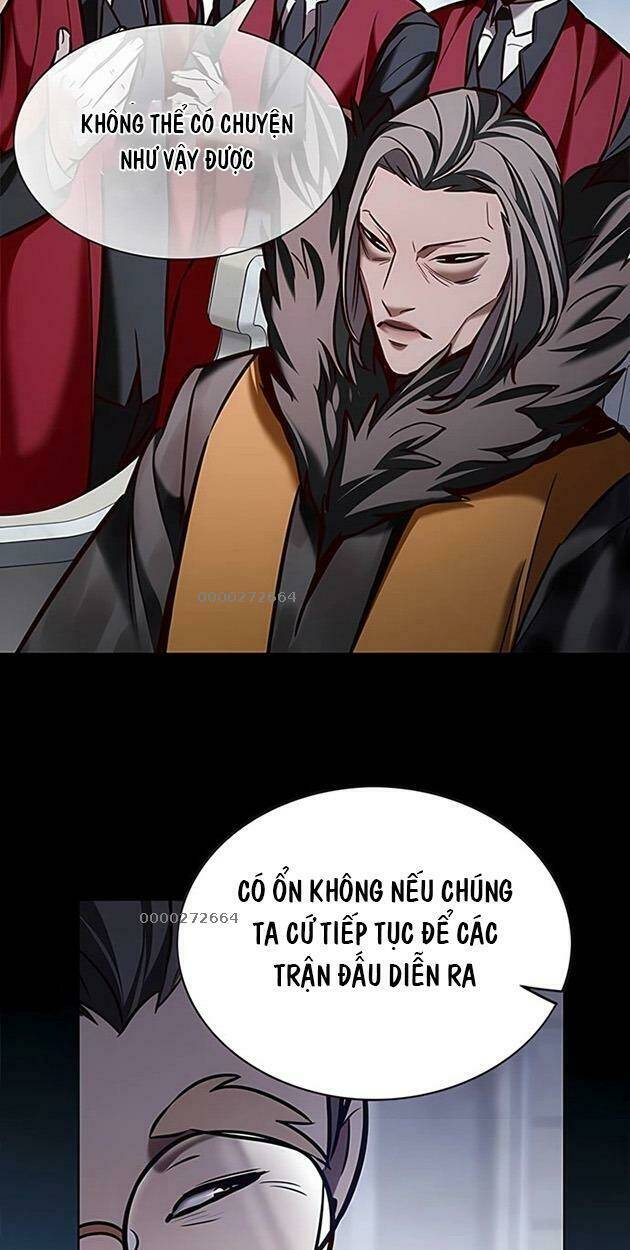 KHÔNG THỂ CÓ CHUYỆN
NHƯ VẬY ĐƯỢC
0000272664
CÓ ỔN KHÔNG NẾU CHÚNG
TA CỨ TIẾP TỤC ĐỂ CÁC
TRẬN ĐẤU DIỄN RA
0000272664